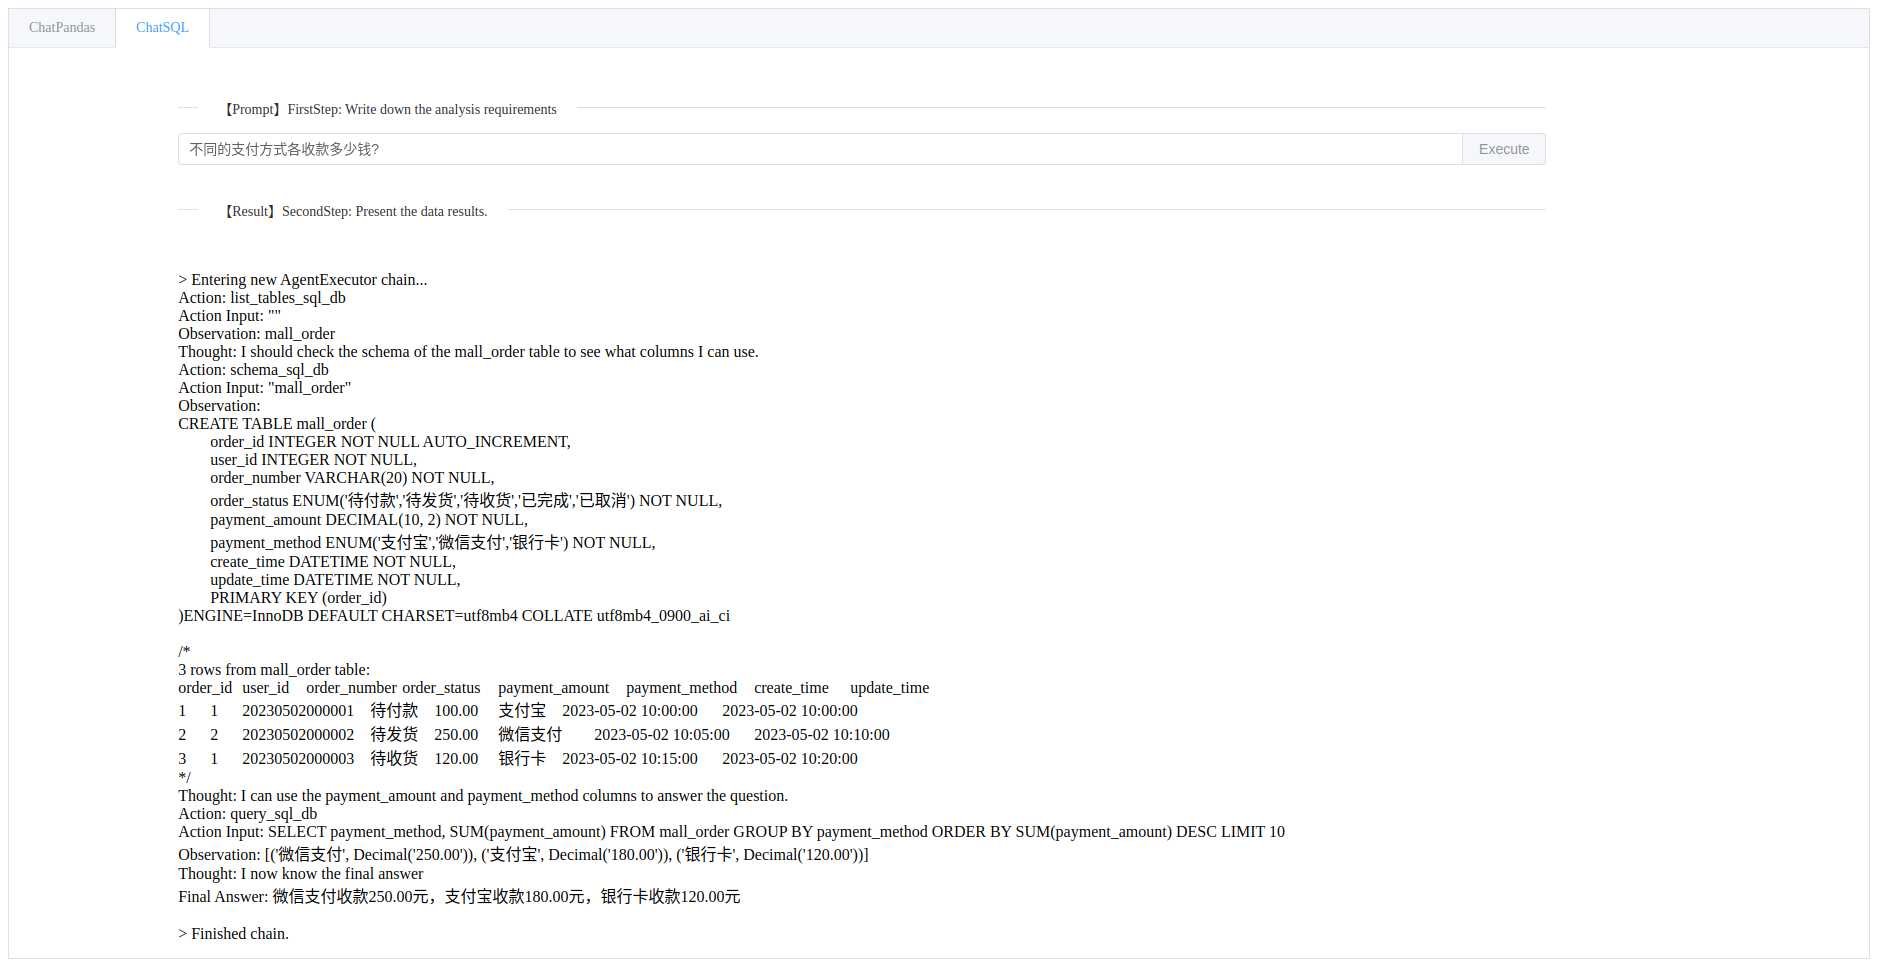 ChatPandas
ChatSQL
【Prompt】FirstStep: Write down the analysis requirements
不同的支付方式各收款多少钱?
Execute
【Result】SecondStep: Present the data results.
> Entering new AgentExecutor chain...
Action: list_tables_sql_db
Action Input: ""
Observation: mall_order
Thought: I should check the schema of the mall_order table to see what columns I can use.
Action: schema_sql_db
Action Input: "mall_order"
Observation:
CREATE TABLE mall_order (
order_id INTEGER NOT NULL AUTO_INCREMENT,
user_id INTEGER NOT NULL,
order_number VARCHAR(20) NOT NULL,
order_status ENUM('待付款','待发货','待收货','已完成','已取消') NOT NULL,
payment_amount DECIMAL(10, 2) NOT NULL,
payment_method ENUM('支付宝','微信支付','银行卡') NOT NULL,
create_time DATETIME NOT NULL,
update_time DATETIME NOT NULL,
PRIMARY KEY (order_id)
)ENGINE=InnoDB DEFAULT CHARSET=utf8mb4 COLLATE utf8mb4_0900_ai_ci
/*
3 rows from mall_order table:
order_id user_id order_number order_status payment_amount payment_method create_time update_time
1 1 20230502000001 待付款 100.00 支付宝 2023-05-02 10:00:00 2023-05-02 10:00:00
2 2 20230502000002 待发货 250.00 微信支付 2023-05-02 10:05:00 2023-05-02 10:10:00
3 1 20230502000003 待收货 120.00 银行卡 2023-05-02 10:15:00 2023-05-02 10:20:00
*/
Thought: I can use the payment_amount and payment_method columns to answer the question.
Action: query_sql_db
Action Input: SELECT payment_method, SUM(payment_amount) FROM mall_order GROUP BY payment_method ORDER BY SUM(payment_amount) DESC LIMIT 10
Observation: [('微信支付', Decimal('250.00')), ('支付宝', Decimal('180.00')), ('银行卡', Decimal('120.00'))]
Thought: I now know the final answer
Final Answer: 微信支付收款250.00元，支付宝收款180.00元，银行卡收款120.00元
> Finished chain.